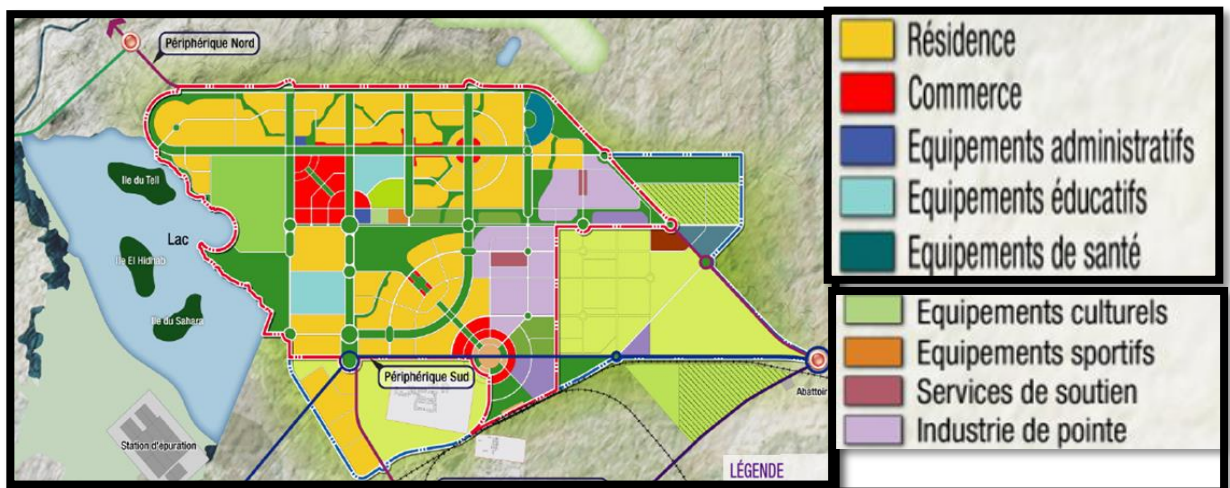 Périphérique Nord
Ile du Tell
Lac
Ile El Hidhab
Ile du Sahara
Périphérique Sud
Abattoir
Station d'épuration
LÉGENDE
Résidence
Commerce
Equipements administratifs
Equipements éducatifs
Equipements de santé
Equipements culturels
Equipements sportifs
Services de soutien
Industrie de pointe